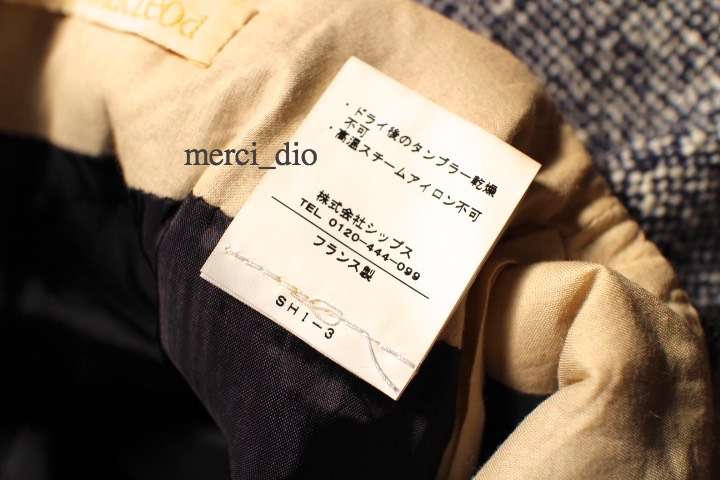 merci_dio
・ドライ後のタンブラー乾燥
不可
・高温スチームアイロン不可
株式会社シップス
TEL 0120-444-099
フランス製
SHI-3